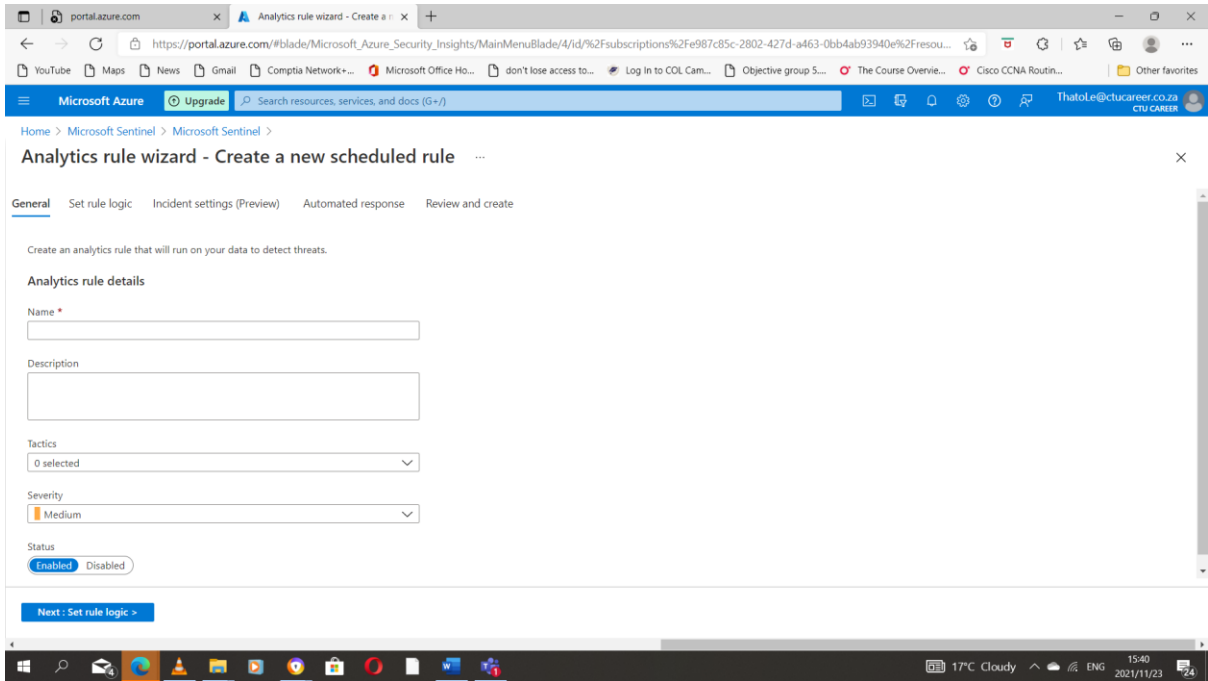 portal.azure.com
Analytics rule wizard - Create a n
https://portal.azure.com/#blade/Microsoft_Azure_Security_Insights/MainMenuBlade/4/id/%2Fsubscriptions%2Fe987c85c-2802-427d-a463-0bb4ab93940e%2Fresou...
YouTube Maps News Gmail Comptia Network+... Microsoft Office Ho... don't lose access to... Log In to COL Cam... Objective group 5.... The Course Overvie... Cisco CCNA Routin... Other favorites
Microsoft Azure Upgrade Search resources, services, and docs (G+/) ThatoLe@ctucareer.co.za
CTU CAREER
Home > Microsoft Sentinel > Microsoft Sentinel >
Analytics rule wizard - Create a new scheduled rule ...
General Set rule logic Incident settings (Preview) Automated response Review and create
Create an analytics rule that will run on your data to detect threats.
Analytics rule details
Name *
Description
Tactics
0 selected
Severity
Medium
Status
Enabled Disabled
Next : Set rule logic >
17°C Cloudy ENG 15:40
2021/11/23
24